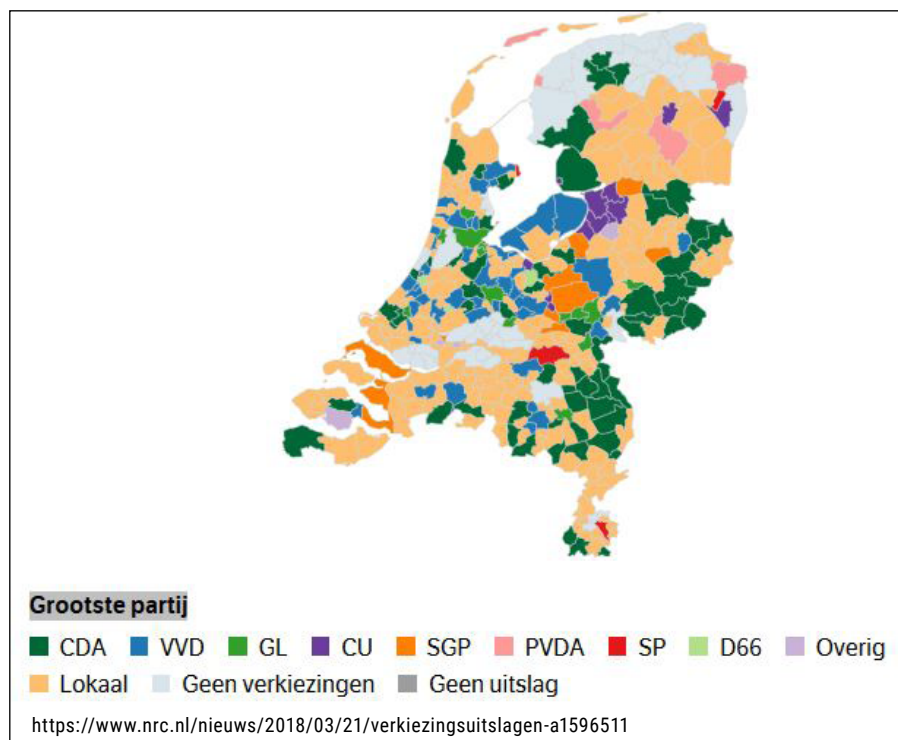 Grootste partij
CDA VVD GL CU SGP PVDA SP D66 Overig
Lokaal Geen verkiezingen Geen uitslag
https://www.nrc.nl/nieuws/2018/03/21/verkiezingsuitslagen-a1596511